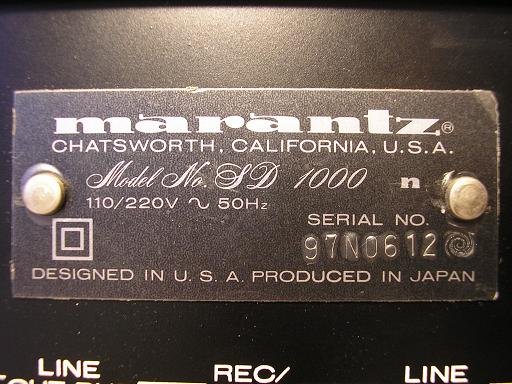 marantz®
CHATSWORTH, CALIFORNIA, U.S.A.
Model No. SD 1000 n
110/220V ∿ 50Hz
SERIAL NO.
97N0612
DESIGNED IN U. S. A. PRODUCED IN JAPAN
LINE REC/ LINE